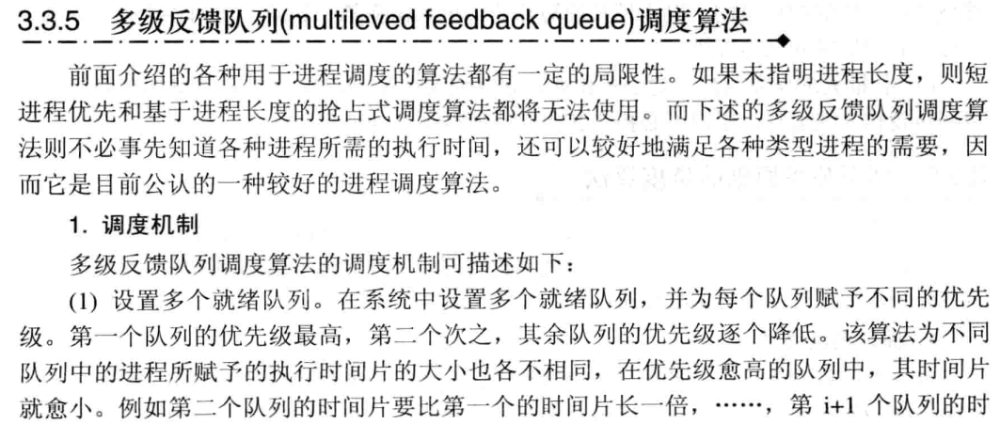 3.3.5 多级反馈队列(multileved feedback queue)调度算法
前面介绍的各种用于进程调度的算法都有一定的局限性。如果未指明进程长度，则短
进程优先和基于进程长度的抢占式调度算法都将无法使用。而下述的多级反馈队列调度算
法则不必事先知道各种进程所需的执行时间，还可以较好地满足各种类型进程的需要，因
而它是目前公认的一种较好的进程调度算法。
1. 调度机制
多级反馈队列调度算法的调度机制可描述如下：
(1) 设置多个就绪队列。在系统中设置多个就绪队列，并为每个队列赋予不同的优先
级。第一个队列的优先级最高，第二个次之，其余队列的优先级逐个降低。该算法为不同
队列中的进程所赋予的执行时间片的大小也各不相同，在优先级愈高的队列中，其时间片
就愈小。例如第二个队列的时间片要比第一个的时间片长一倍，……，第 i+1 个队列的时